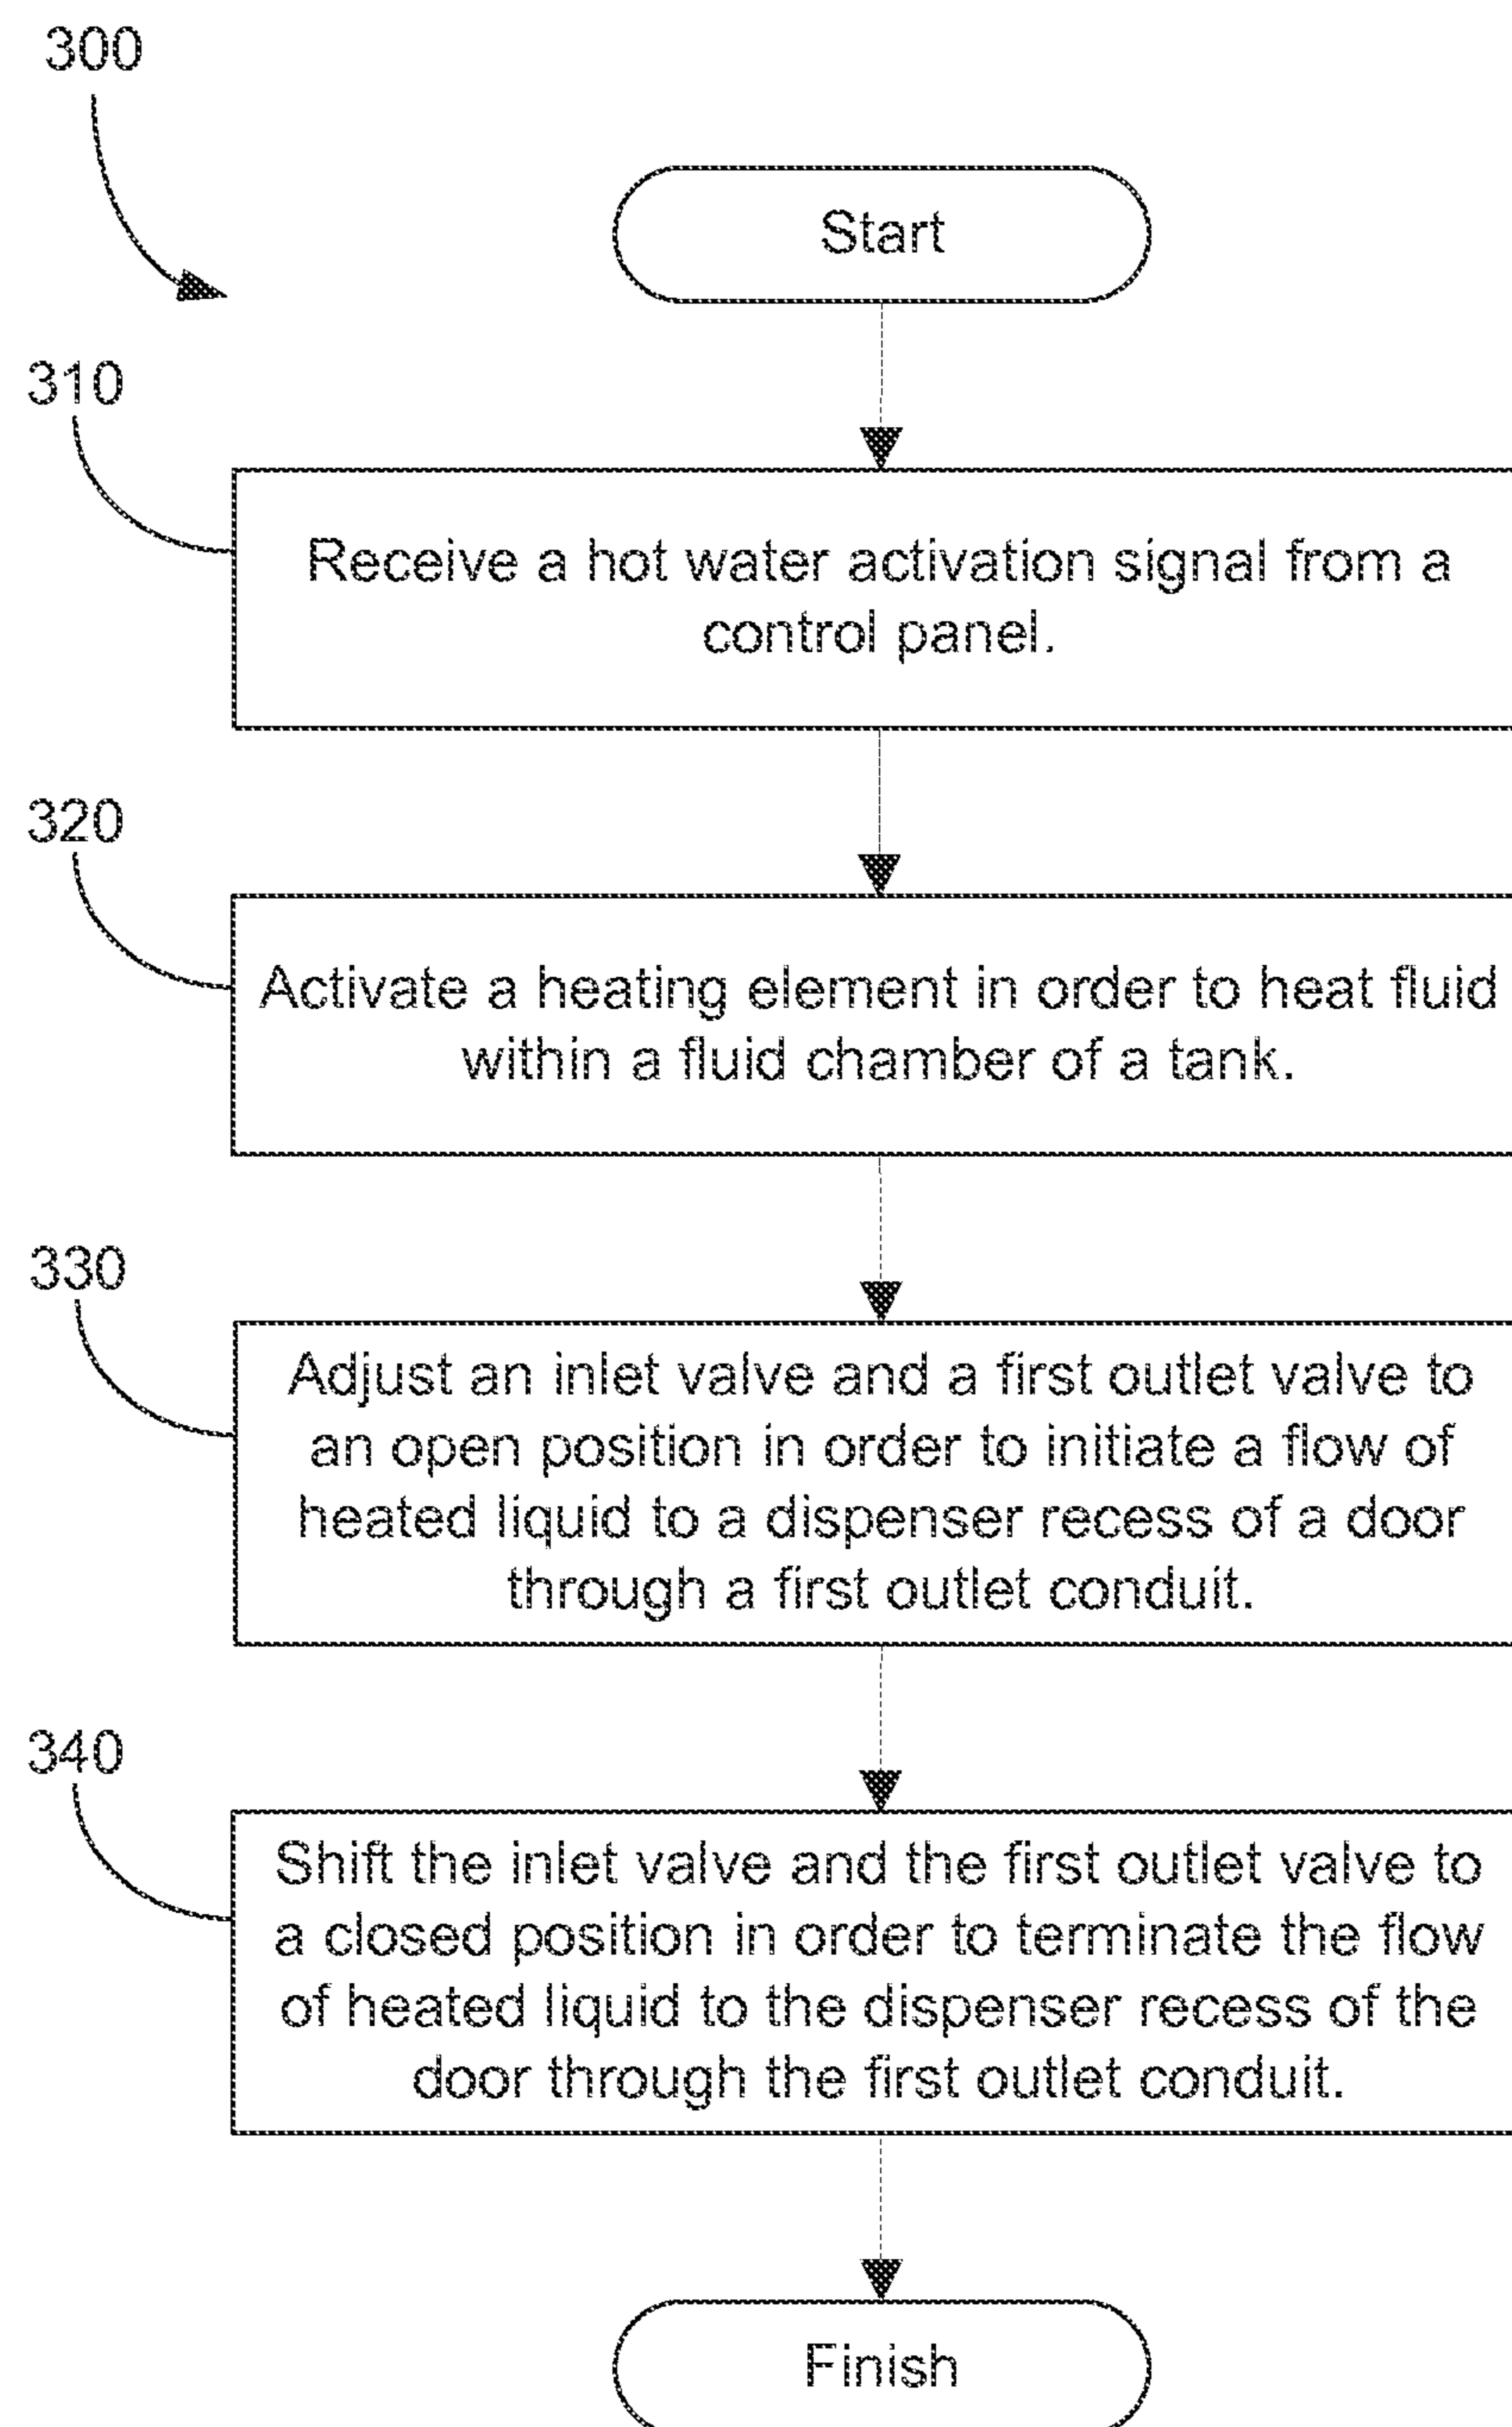 300
Start
310
Receive a hot water activation signal from a
control panel.
320
Activate a heating element in order to heat fluid
within a fluid chamber of a tank.
330
Adjust an inlet valve and a first outlet valve to
an open position in order to initiate a flow of
heated liquid to a dispenser recess of a door
through a first outlet conduit.
340
Shift the inlet valve and the first outlet valve to
a closed position in order to terminate the flow
of heated liquid to the dispenser recess of the
door through the first outlet conduit.
Finish